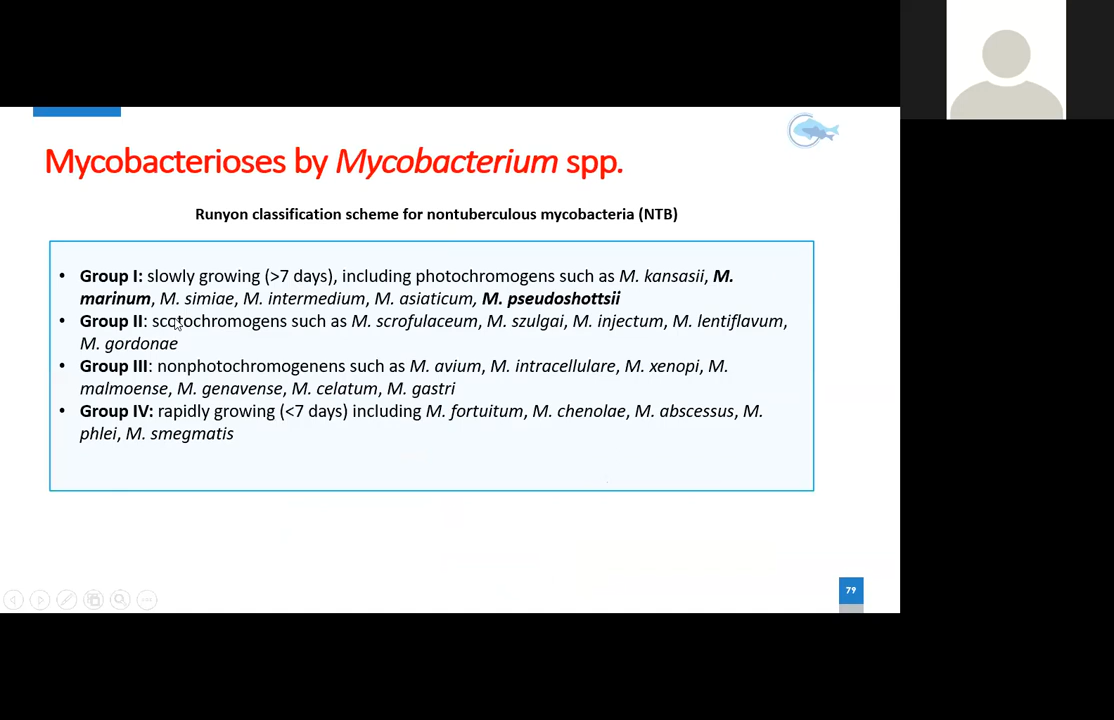 Mycobacterioses by Mycobacterium spp.
Runyon classification scheme for nontuberculous mycobacteria (NTB)
• Group I: slowly growing (>7 days), including photochromogens such as M. kansasii, M.
marinum, M. simiae, M. intermedium, M. asiaticum, M. pseudoshottsii
• Group II: scotochromogens such as M. scrofulaceum, M. szulgai, M. injectum, M. lentiflavum,
M. gordonae
• Group III: nonphotochromogenens such as M. avium, M. intracellulare, M. xenopi, M.
malmoense, M. genavense, M. celatum, M. gastri
• Group IV: rapidly growing (<7 days) including M. fortuitum, M. chenolae, M. abscessus, M.
phlei, M. smegmatis
79